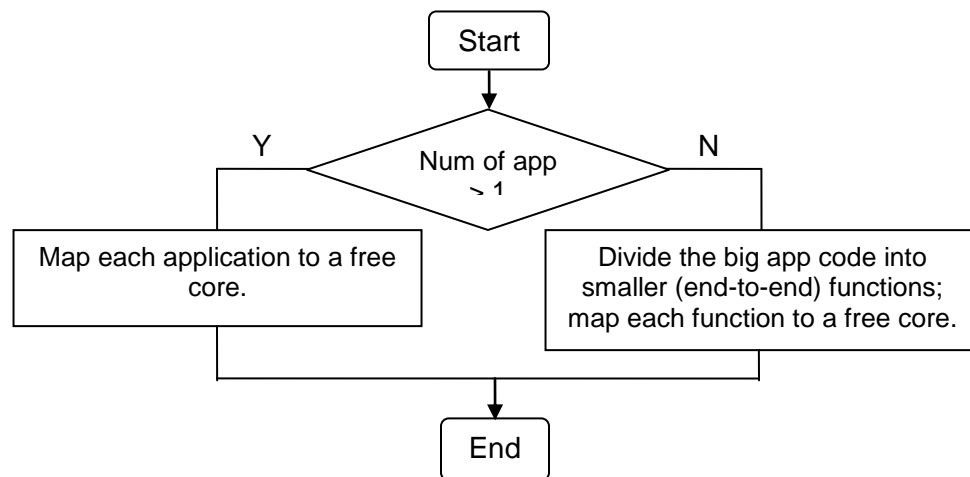 Start
Y
N
Num of app
> 1
Map each application to a free
core.
Divide the big app code into
smaller (end-to-end) functions;
map each function to a free core.
End